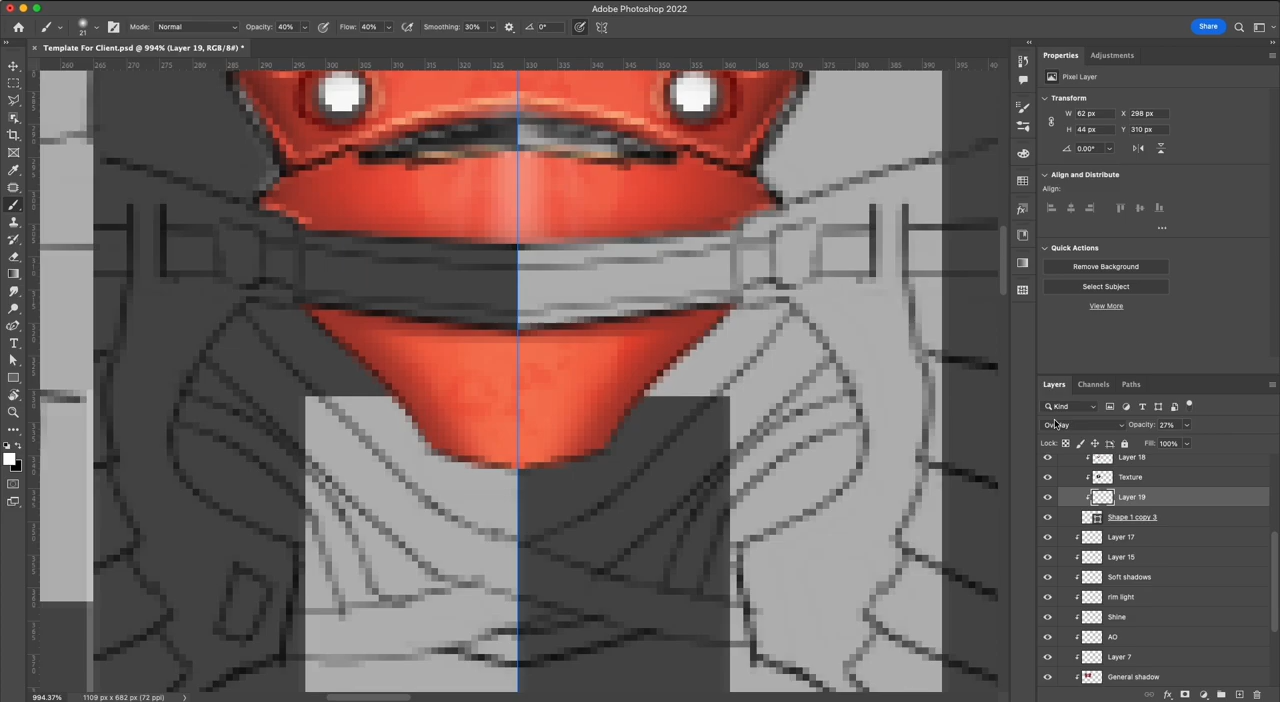 Adobe Photoshop 2022
21
Mode: Normal
Opacity: 40%
Flow: 40%
Smoothing: 30%
0°
Share
Template For Client.psd @ 994% (Layer 19, RGB/8#) *
260 265 270 275 280 285 290 295 300 305 310 315 320 325 330 335 340 345 350 355 360 365 370 375 380 385 390 395 40
Properties
Adjustments
Pixel Layer
Transform
W 62 px
X 298 px
H 44 px
Y 310 px
0.00°
Align and Distribute
Align:
Quick Actions
Remove Background
Select Subject
View More
Layers
Channels
Paths
Kind
Overlay
Opacity: 27%
Lock:
Fill: 100%
Layer 18
Texture
Layer 19
Shape 1 copy 3
Layer 17
Layer 15
Soft shadows
rim light
Shine
AO
Layer 7
General shadow
994.37%
1109 px x 682 px (72 ppi)